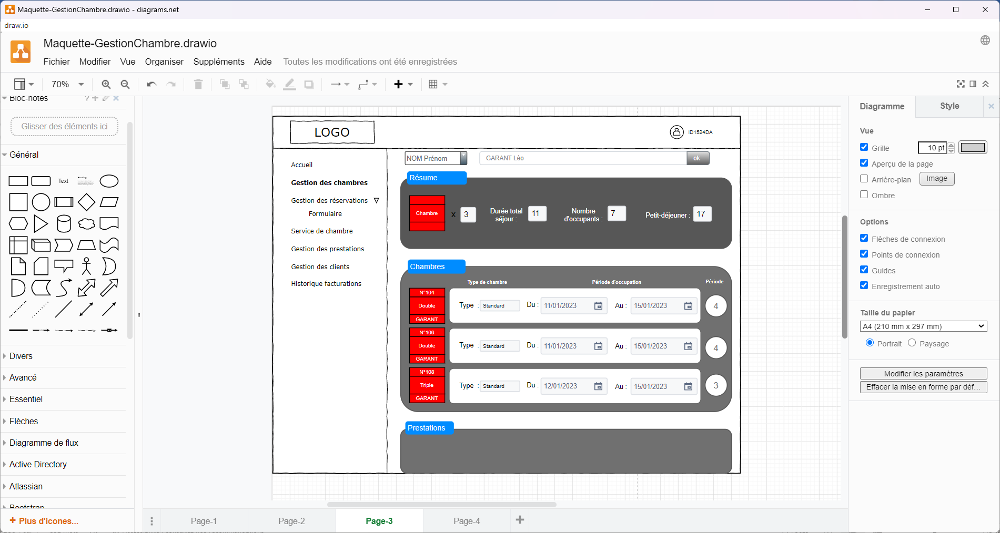 Maquette-GestionChambre.drawio - diagrams.net
draw.io
Maquette-GestionChambre.drawio
Fichier Modifier Vue Organiser Suppléments Aide Toutes les modifications ont été enregistrées
70%
Bloc-notes
Glisser des éléments ici
Général
Text
Heading
Divers
Avancé
Essentiel
Flèches
Diagramme de flux
Active Directory
Atlassian
Bootstrap
+ Plus d'icones...
LOGO
ID1524DA
Accueil
Gestion des chambres
Gestion des réservations
Formulaire
Service de chambre
Gestion des prestations
Gestion des clients
Historique facturations
NOM Prénom
GARANT Léo
ok
Résume
Chambre
x 3
Durée total
séjour :
11
Nombre
d'occupants :
7
Petit-déjeuner : 17
Chambres
Type de chambre Période d'occupation Période
N°104
Double
GARANT
Type : Standard Du : 11/01/2023 Au : 15/01/2023 4
N°106
Double
GARANT
Type : Standard Du : 11/01/2023 Au : 15/01/2023 4
N°108
Triple
GARANT
Type : Standard Du : 12/01/2023 Au : 15/01/2023 3
Prestations
Page-1 Page-2 Page-3 Page-4
Diagramme Style
Vue
Grille 10 pt
Aperçu de la page
Arrière-plan Image
Ombre
Options
Flèches de connexion
Points de connexion
Guides
Enregistrement auto
Taille du papier
A4 (210 mm x 297 mm)
Portrait Paysage
Modifier les paramètres
Effacer la mise en forme par déf...